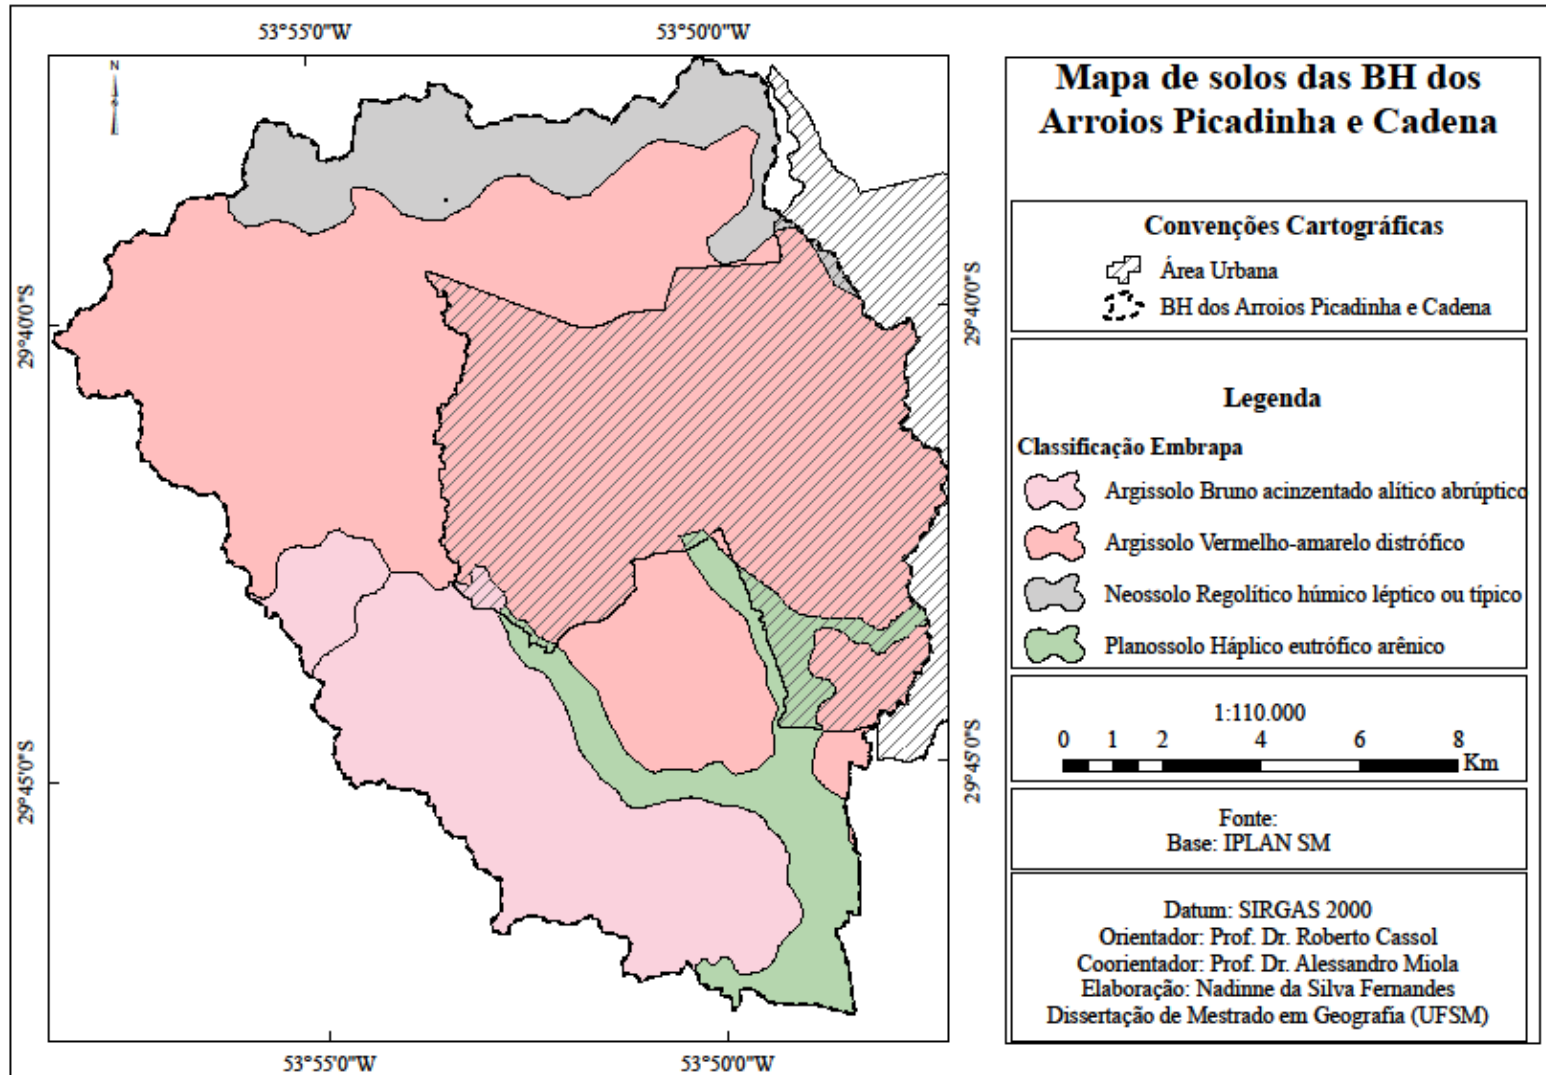 53°55'0"W
53°50'0"W
N
29°40'0"S
29°40'0"S
29°45'0"S
29°45'0"S
53°55'0"W
53°50'0"W
Mapa de solos das BH dos
Arroios Picadinha e Cadena
Convenções Cartográficas
Área Urbana
BH dos Arroios Picadinha e Cadena
Legenda
Classificação Embrapa
Argissolo Bruno acinzentado alítico abrúptico
Argissolo Vermelho-amarelo distrófico
Neossolo Regolítico húmico léptico ou típico
Planossolo Háplico eutrófico arênico
1:110.000
0 1 2 4 6 8
Km
Fonte:
Base: IPLAN SM
Datum: SIRGAS 2000
Orientador: Prof. Dr. Roberto Cassol
Coorientador: Prof. Dr. Alessandro Miola
Elaboração: Nadinne da Silva Fernandes
Dissertação de Mestrado em Geografia (UFSM)